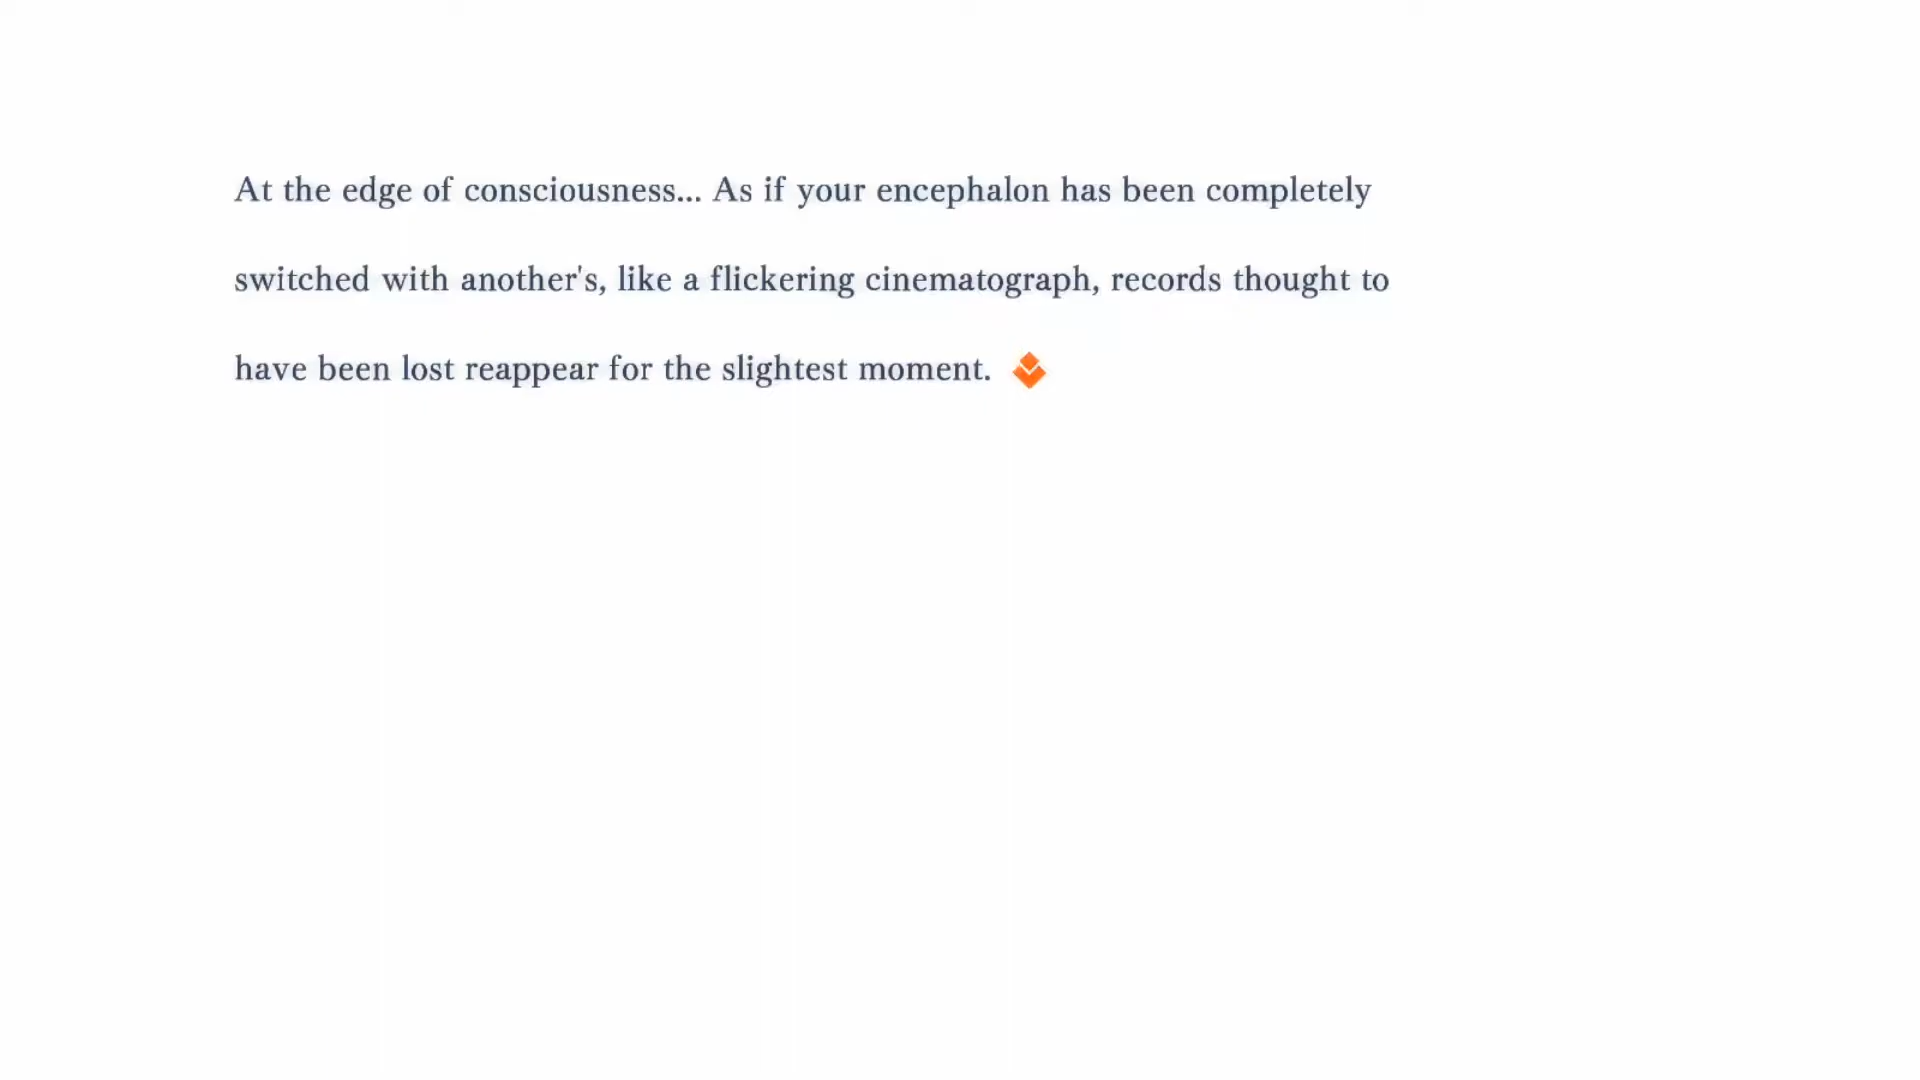 At the edge of consciousness... As if your encephalon has been completely
switched with another's, like a flickering cinematograph, records thought to
have been lost reappear for the slightest moment.